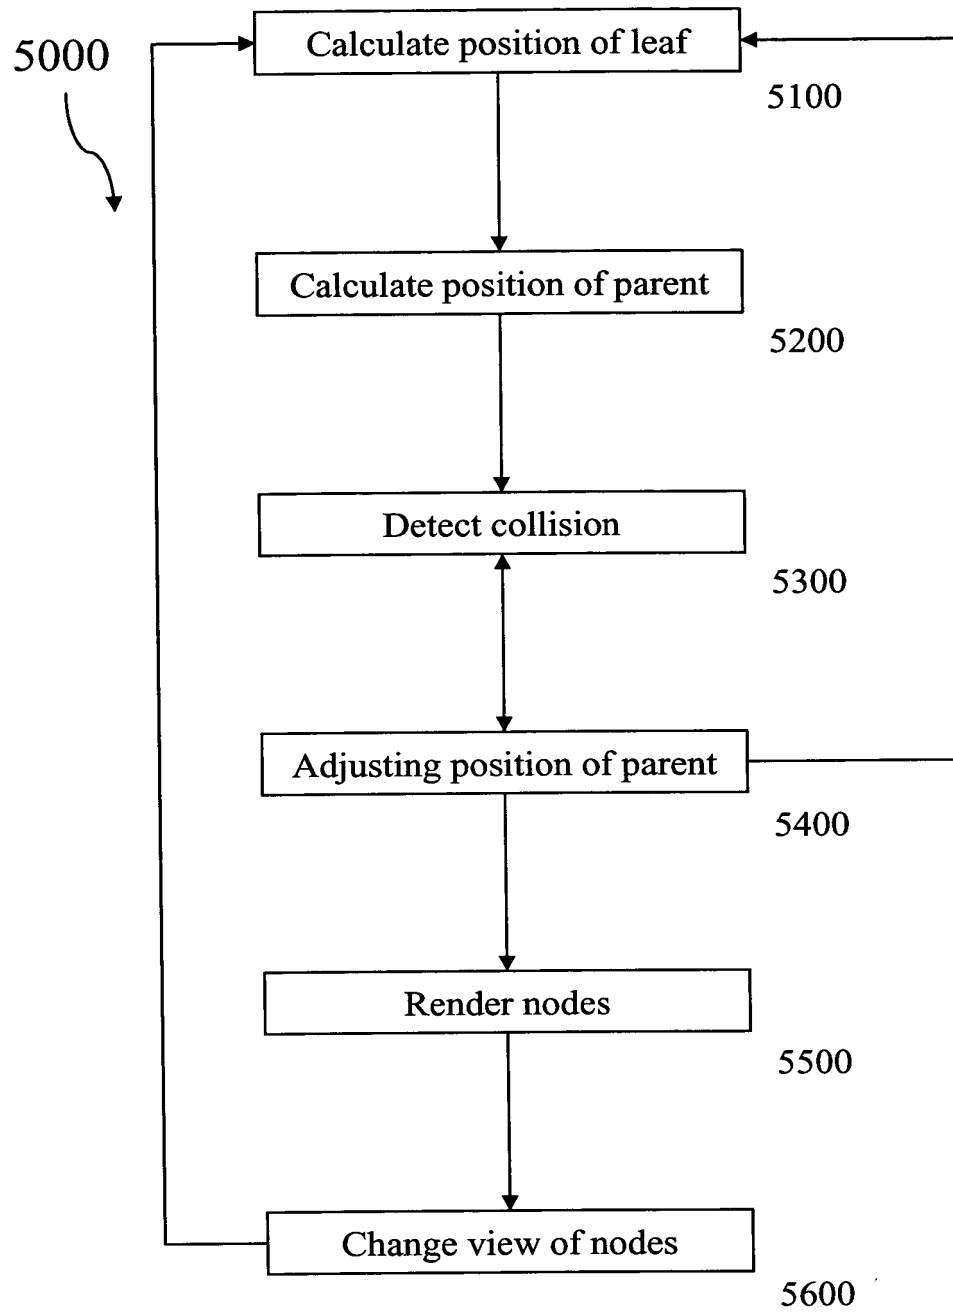 5000
Calculate position of leaf
5100
Calculate position of parent
5200
Detect collision
5300
Adjusting position of parent
5400
Render nodes
5500
Change view of nodes
5600